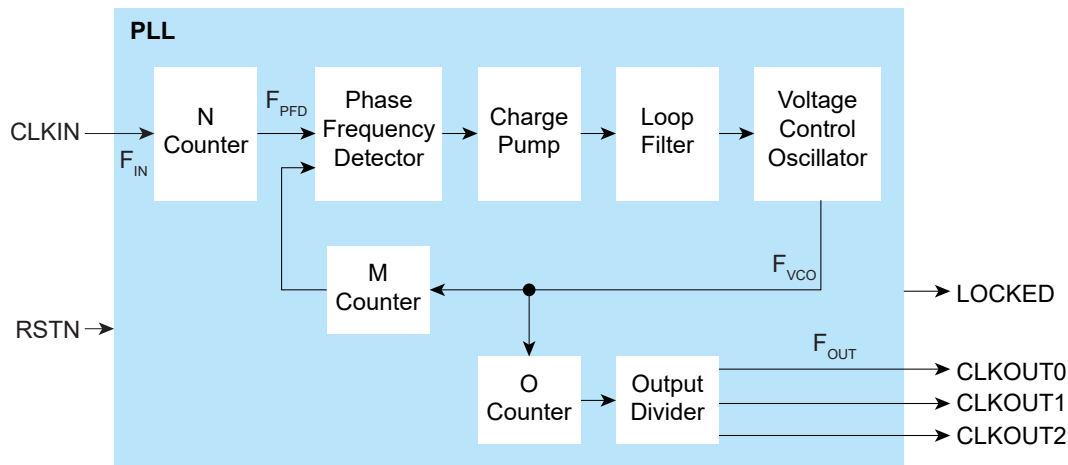 PLL
CLKIN
F_IN
N
Counter
F_PFD
Phase
Frequency
Detector
Charge
Pump
Loop
Filter
Voltage
Control
Oscillator
M
Counter
F_VCO
LOCKED
RSTN
O
Counter
Output
Divider
F_OUT
CLKOUT0
CLKOUT1
CLKOUT2